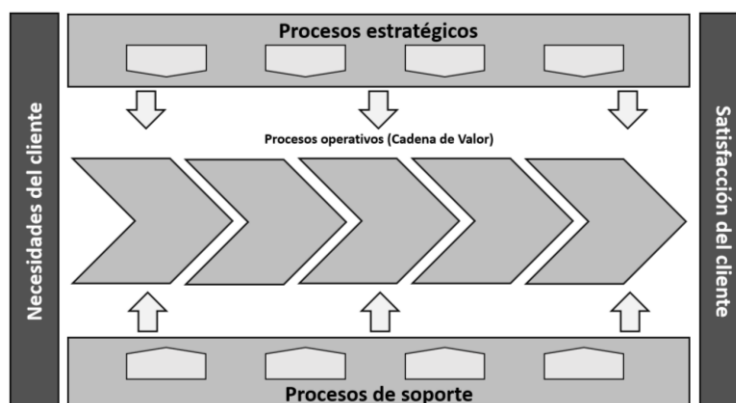 Procesos estratégicos
Necesidades del cliente
Procesos operativos (Cadena de Valor)
Satisfacción del cliente
Procesos de soporte